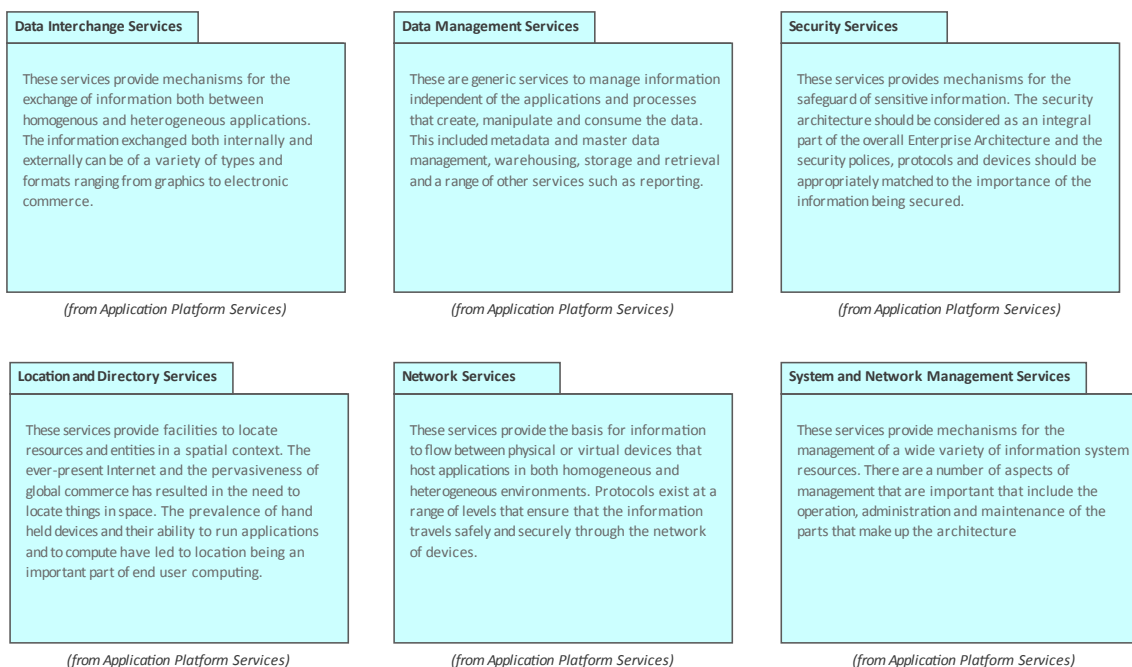 Data Interchange Services
These services provide mechanisms for the
exchange of information both between
homogenous and heterogeneous applications.
The information exchanged both internally and
externally can be of a variety of types and
formats ranging from graphics to electronic
commerce.
(from Application Platform Services)
Data Management Services
These are generic services to manage information
independent of the applications and processes
that create, manipulate and consume the data.
This included metadata and master data
management, warehousing, storage and retrieval
and a range of other services such as reporting.
(from Application Platform Services)
Security Services
These services provides mechanisms for the
safeguard of sensitive information. The security
architecture should be considered as an integral
part of the overall Enterprise Architecture and the
security polices, protocols and devices should be
appropriately matched to the importance of the
information being secured.
(from Application Platform Services)
Location and Directory Services
These services provide facilities to locate
resources and entities in a spatial context. The
ever-present Internet and the pervasiveness of
global commerce has resulted in the need to
locate things in space. The prevalence of hand
held devices and their ability to run applications
and to compute have led to location being an
important part of end user computing.
(from Application Platform Services)
Network Services
These services provide the basis for information
to flow between physical or virtual devices that
host applications in both homogeneous and
heterogeneous environments. Protocols exist at a
range of levels that ensure that the information
travels safely and securely through the network
of devices.
(from Application Platform Services)
System and Network Management Services
These services provide mechanisms for the
management of a wide variety of information system
resources. There are a number of aspects of
management that are important that include the
operation, administration and maintenance of the
parts that make up the architecture
(from Application Platform Services)